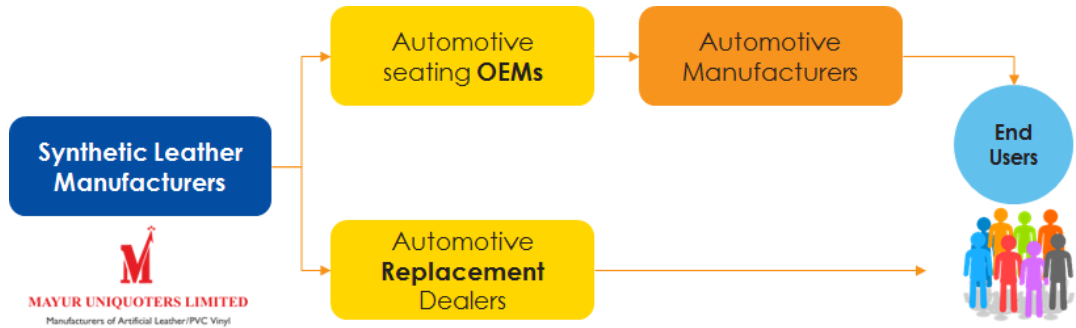 Automotive
seating OEMs
Automotive
Manufacturers
Synthetic Leather
Manufacturers
End
Users
MAYUR UNIQUOTERS LIMITED
Manufacturers of Artificial Leather/PVC Vinyl
Automotive
Replacement
Dealers